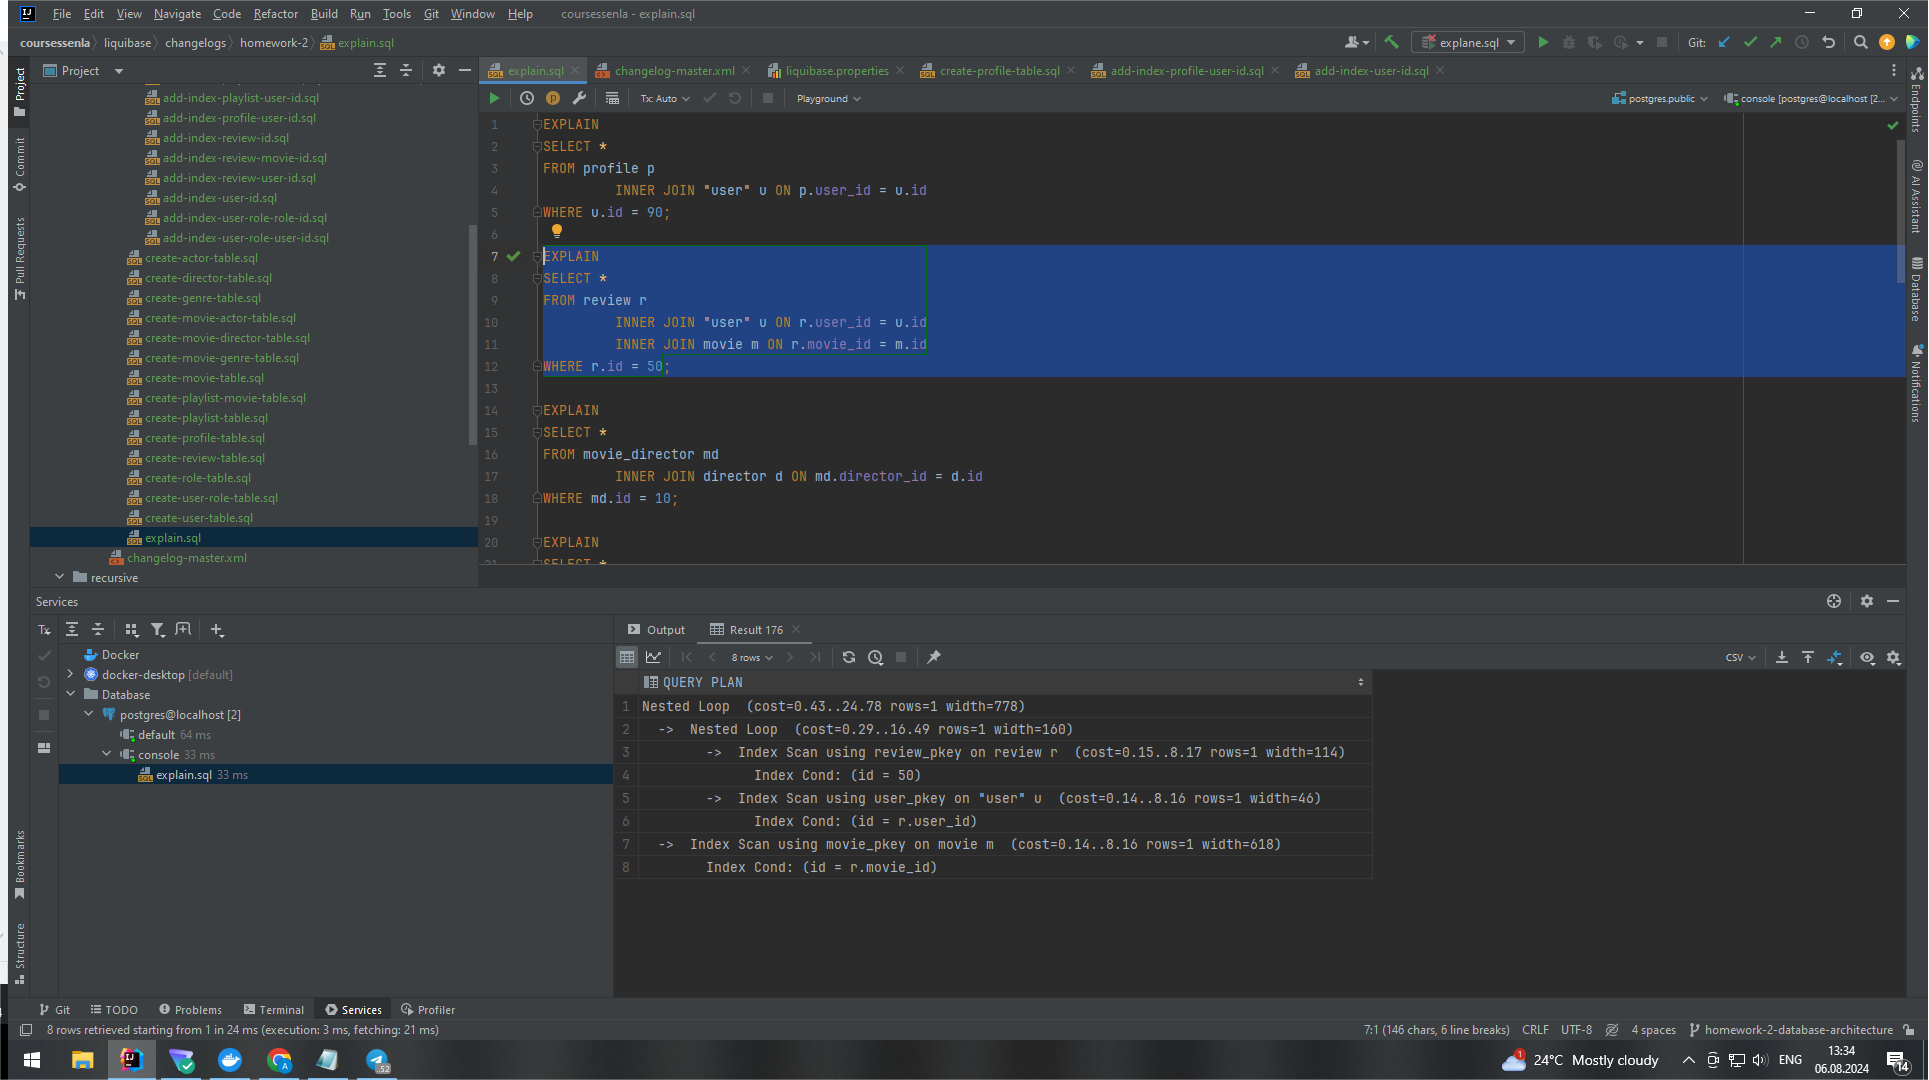 File Edit View Navigate Code Refactor Build Run Tools Git Window Help coursessenla - explain.sql
coursessenla liquibase changelogs homework-2 explain.sql explane.sql Git:
Project
explain.sql changelog-master.xml liquibase.properties create-profile-table.sql add-index-profile-user-id.sql add-index-user-id.sql
Tx: Auto Playground postgres.public console [postgres@localhost [2...
Project
Commit
Pull Requests
Bookmarks
Structure
add-index-playlist-user-id.sql
add-index-profile-user-id.sql
add-index-review-id.sql
add-index-review-movie-id.sql
add-index-review-user-id.sql
add-index-user-id.sql
add-index-user-role-role-id.sql
add-index-user-role-user-id.sql
create-actor-table.sql
create-director-table.sql
create-genre-table.sql
create-movie-actor-table.sql
create-movie-director-table.sql
create-movie-genre-table.sql
create-movie-table.sql
create-playlist-movie-table.sql
create-playlist-table.sql
create-profile-table.sql
create-review-table.sql
create-role-table.sql
create-user-role-table.sql
create-user-table.sql
explain.sql
changelog-master.xml
recursive
1 EXPLAIN
2 SELECT *
3 FROM profile p
4 INNER JOIN "user" u ON p.user_id = u.id
5 WHERE u.id = 90;
6
7 EXPLAIN
8 SELECT *
9 FROM review r
10 INNER JOIN "user" u ON r.user_id = u.id
11 INNER JOIN movie m ON r.movie_id = m.id
12 WHERE r.id = 50;
13
14 EXPLAIN
15 SELECT *
16 FROM movie_director md
17 INNER JOIN director d ON md.director_id = d.id
18 WHERE md.id = 10;
19
20 EXPLAIN
21 SELECT *
Endpoints
AI Assistant
Database
Notifications
Services
Tx
Docker
docker-desktop [default]
Database
postgres@localhost [2]
default 64 ms
console 33 ms
explain.sql 33 ms
Output Result 176
8 rows CSV
QUERY PLAN
1 Nested Loop (cost=0.43..24.78 rows=1 width=778)
2 -> Nested Loop (cost=0.29..16.49 rows=1 width=160)
3 -> Index Scan using review_pkey on review r (cost=0.15..8.17 rows=1 width=114)
4 Index Cond: (id = 50)
5 -> Index Scan using user_pkey on "user" u (cost=0.14..8.16 rows=1 width=46)
6 Index Cond: (id = r.user_id)
7 -> Index Scan using movie_pkey on movie m (cost=0.14..8.16 rows=1 width=618)
8 Index Cond: (id = r.movie_id)
Git TODO Problems Terminal Services Profiler
8 rows retrieved starting from 1 in 24 ms (execution: 3 ms, fetching: 21 ms) 7:1 (146 chars, 6 line breaks) CRLF UTF-8 4 spaces homework-2-database-architecture
24°C Mostly cloudy ENG 13:34
06.08.2024